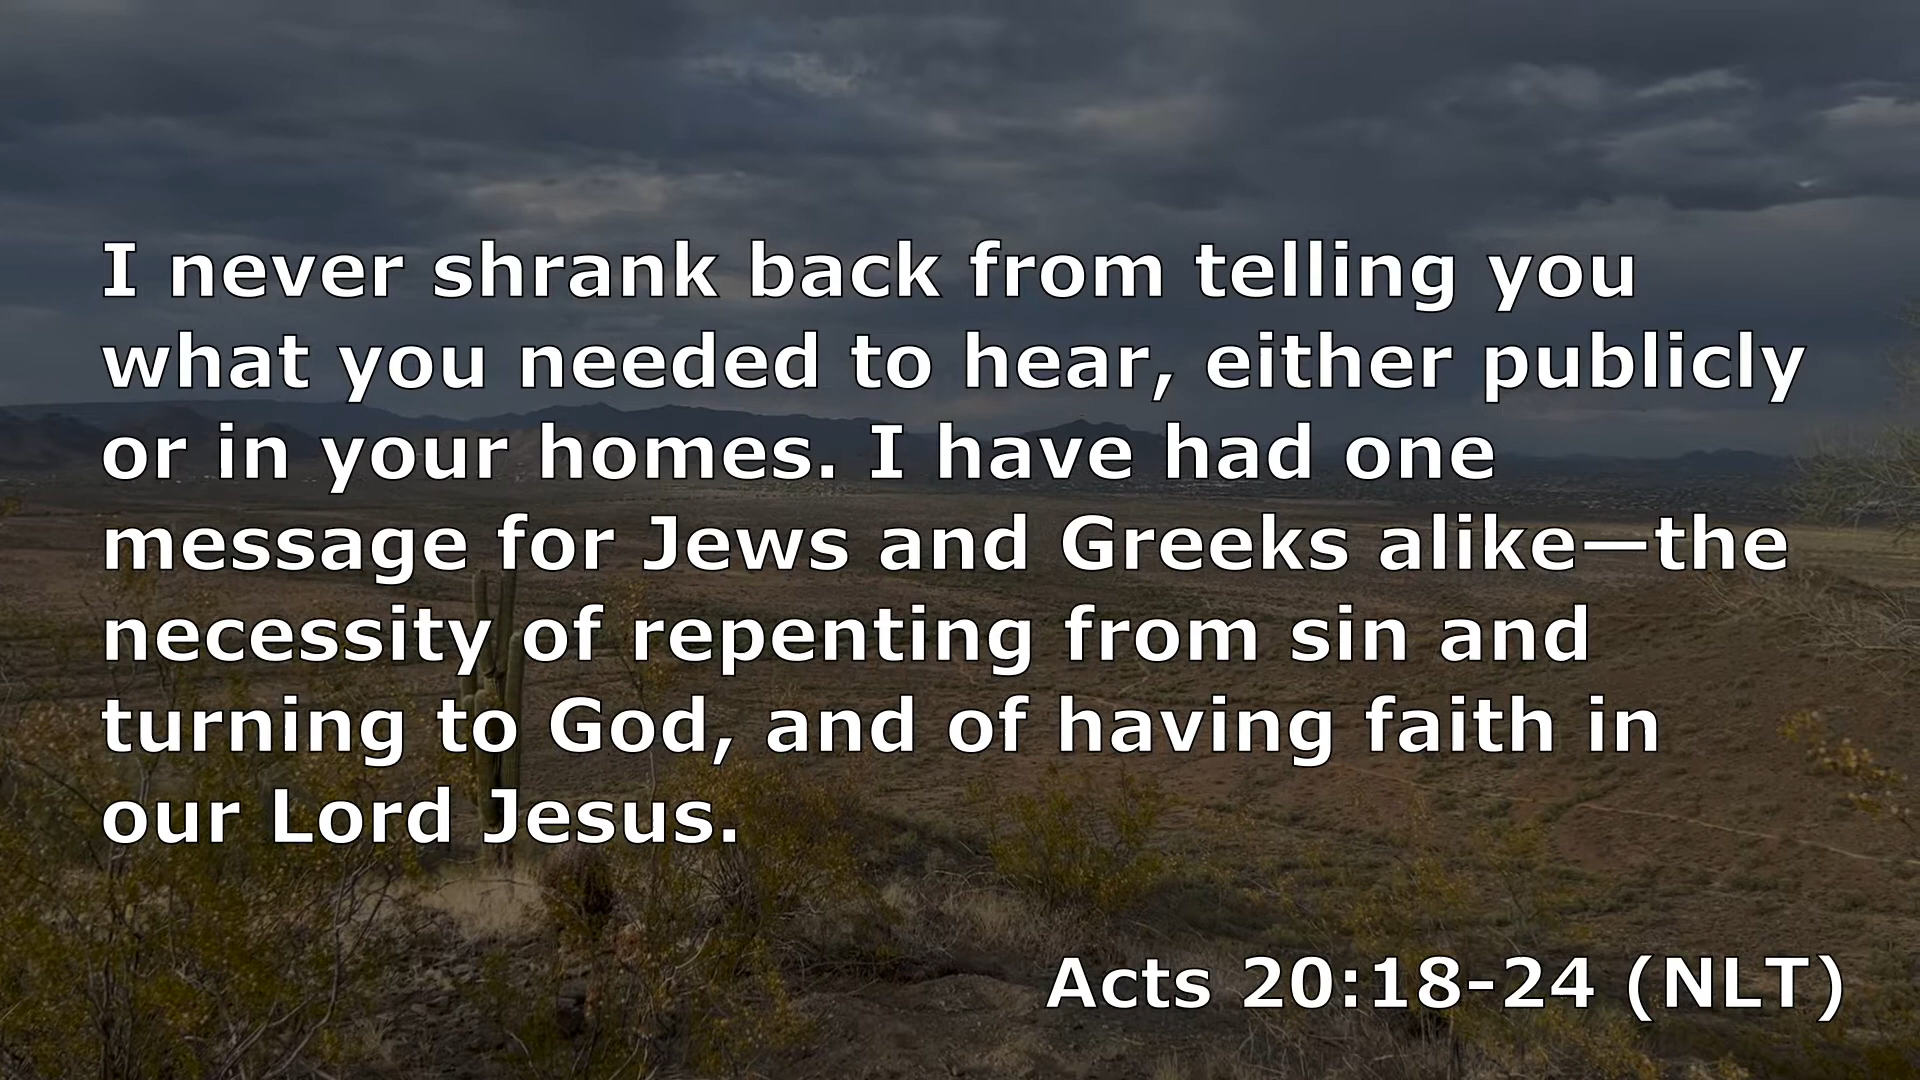 I never shrank back from telling you
what you needed to hear, either publicly
or in your homes. I have had one
message for Jews and Greeks alike—the
necessity of repenting from sin and
turning to God, and of having faith in
our Lord Jesus.
Acts 20:18-24 (NLT)